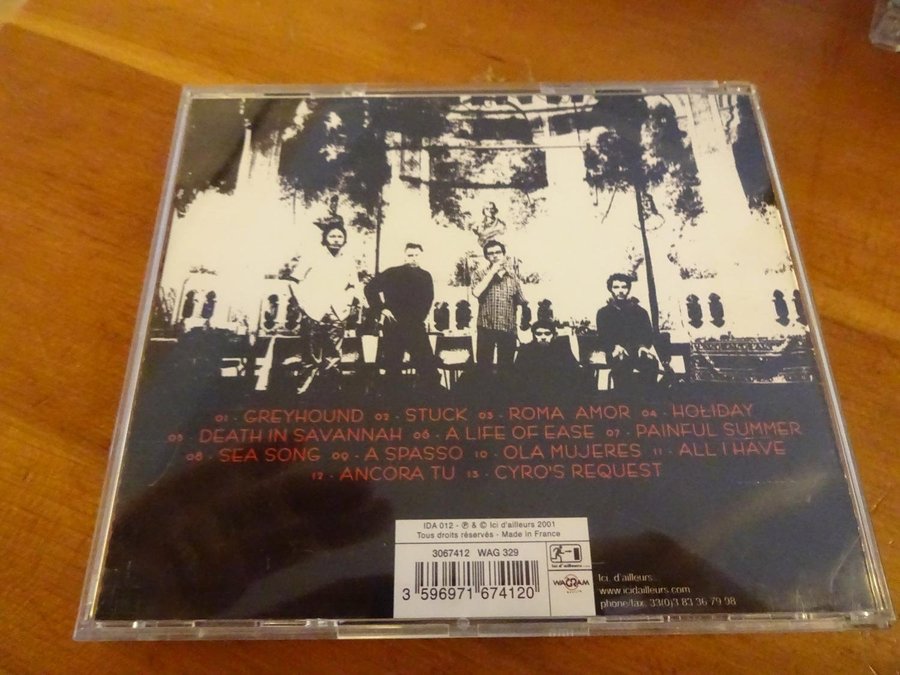 01 · GREYHOUND 02 · STUCK 03 · ROMA AMOR 04 · HOLIDAY
05 · DEATH IN SAVANNAH 06 · A LIFE OF EASE 07 · PAINFUL SUMMER
08 · SEA SONG 09 · A SPASSO 10 · OLA MUJERES 11 · ALL I HAVE
12 · ANCORA TU 13 · CYRO'S REQUEST
IDA 012 - ℗ & © Ici d'ailleurs 2001
Tous droits réservés - Made in France
3067412 WAG 329
3 596971 674120
ici d'ailleurs...
WAGRAM
Ici, d'ailleurs...
www.icidailleurs.com
phone/fax. 33(0)3 83 36 79 98